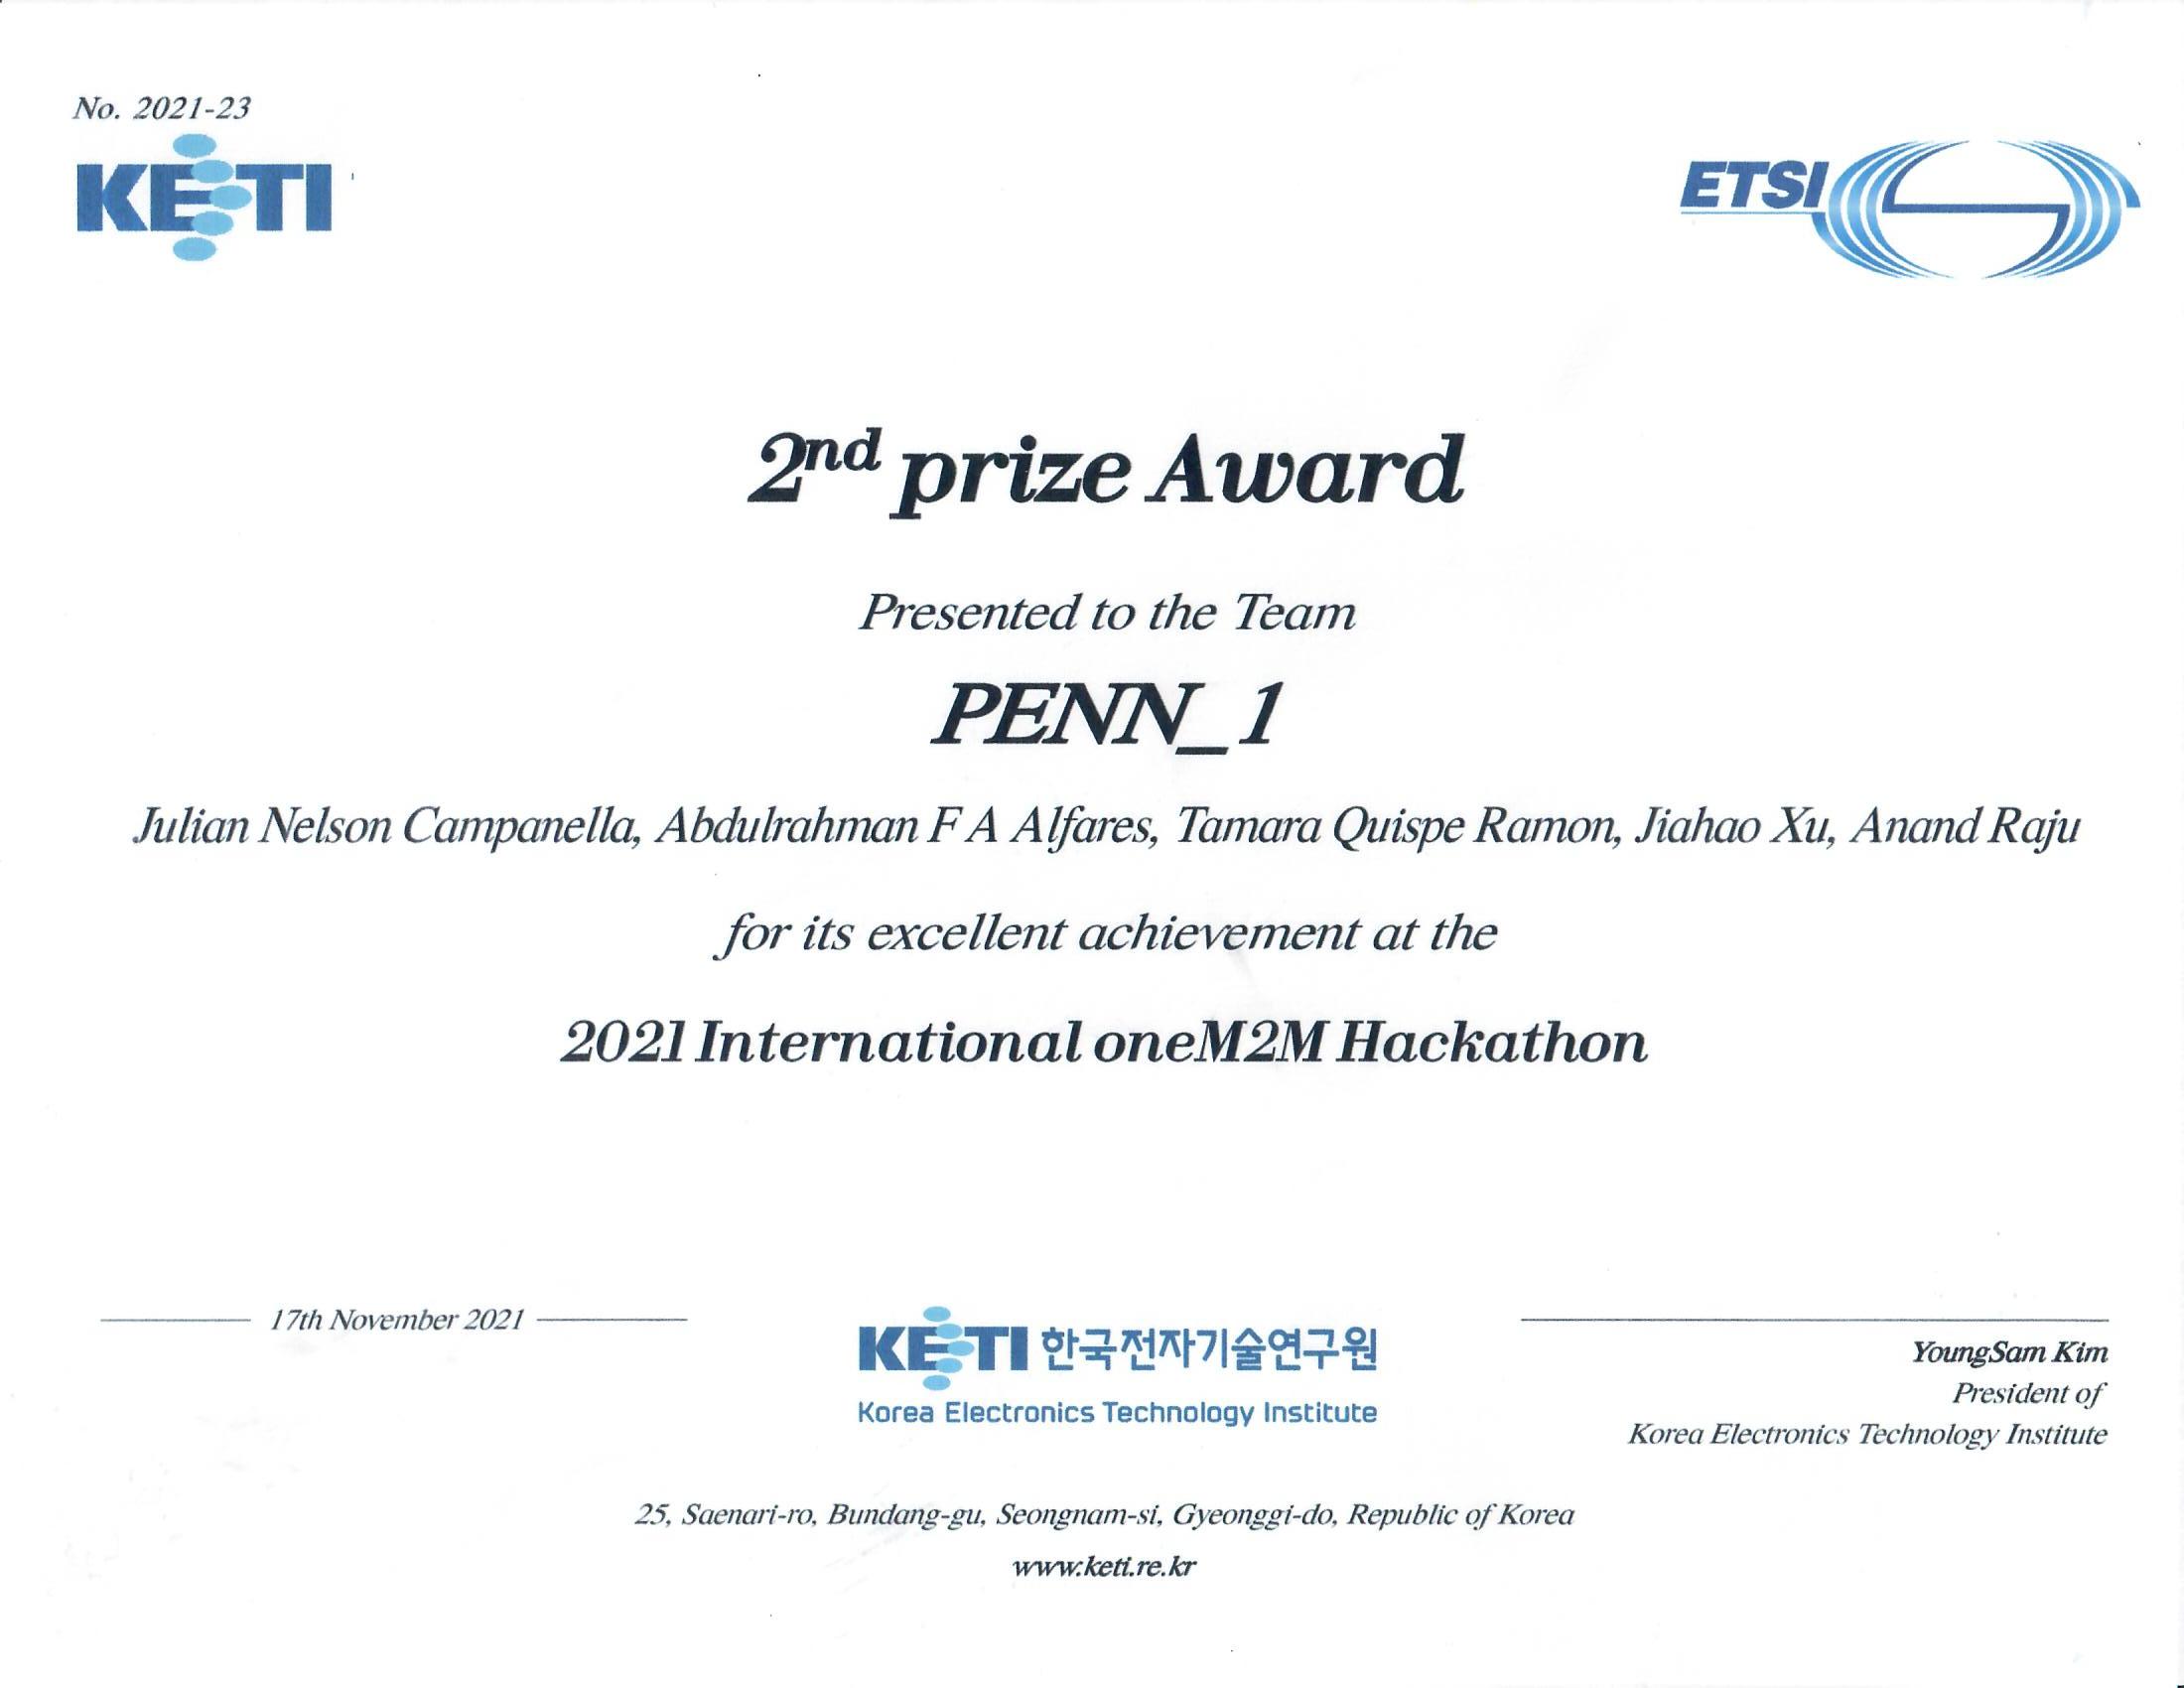 No. 2021-23
KETI
ETSI
2nd prize Award
Presented to the Team
PENN_1
Julian Nelson Campanella, Abdulrahman F A Alfares, Tamara Quispe Ramon, Jiahao Xu, Anand Raju
for its excellent achievement at the
2021 International oneM2M Hackathon
17th November 2021
KETI 한국전자기술연구원
Korea Electronics Technology Institute
YoungSam Kim
President of
Korea Electronics Technology Institute
25, Saenari-ro, Bundang-gu, Seongnam-si, Gyeonggi-do, Republic of Korea
www.keti.re.kr